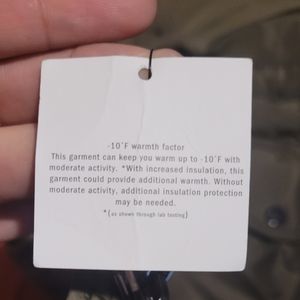 -10°F warmth factor
This garment can keep you warm up to -10°F with
moderate activity. *With increased insulation, this
garment could provide additional warmth. Without
moderate activity, additional insulation protection
may be needed.
*(as shown through lab testing)